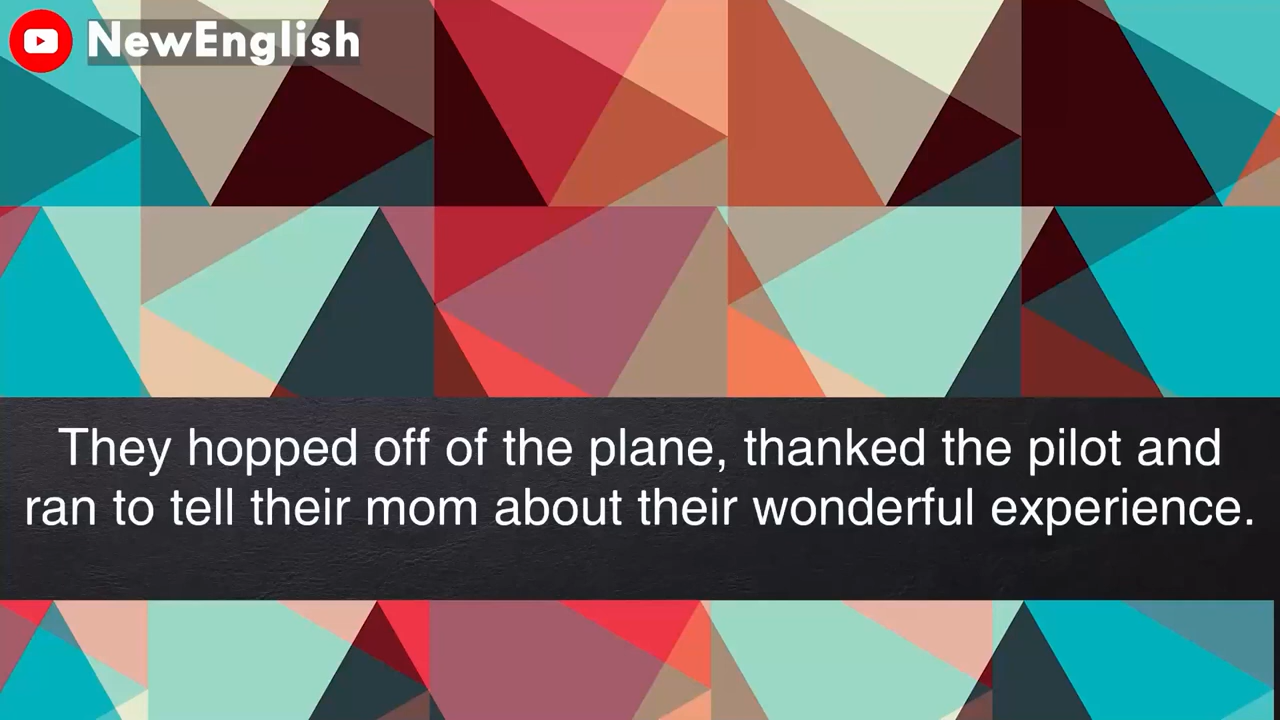 NewEnglish
They hopped off of the plane, thanked the pilot and
ran to tell their mom about their wonderful experience.